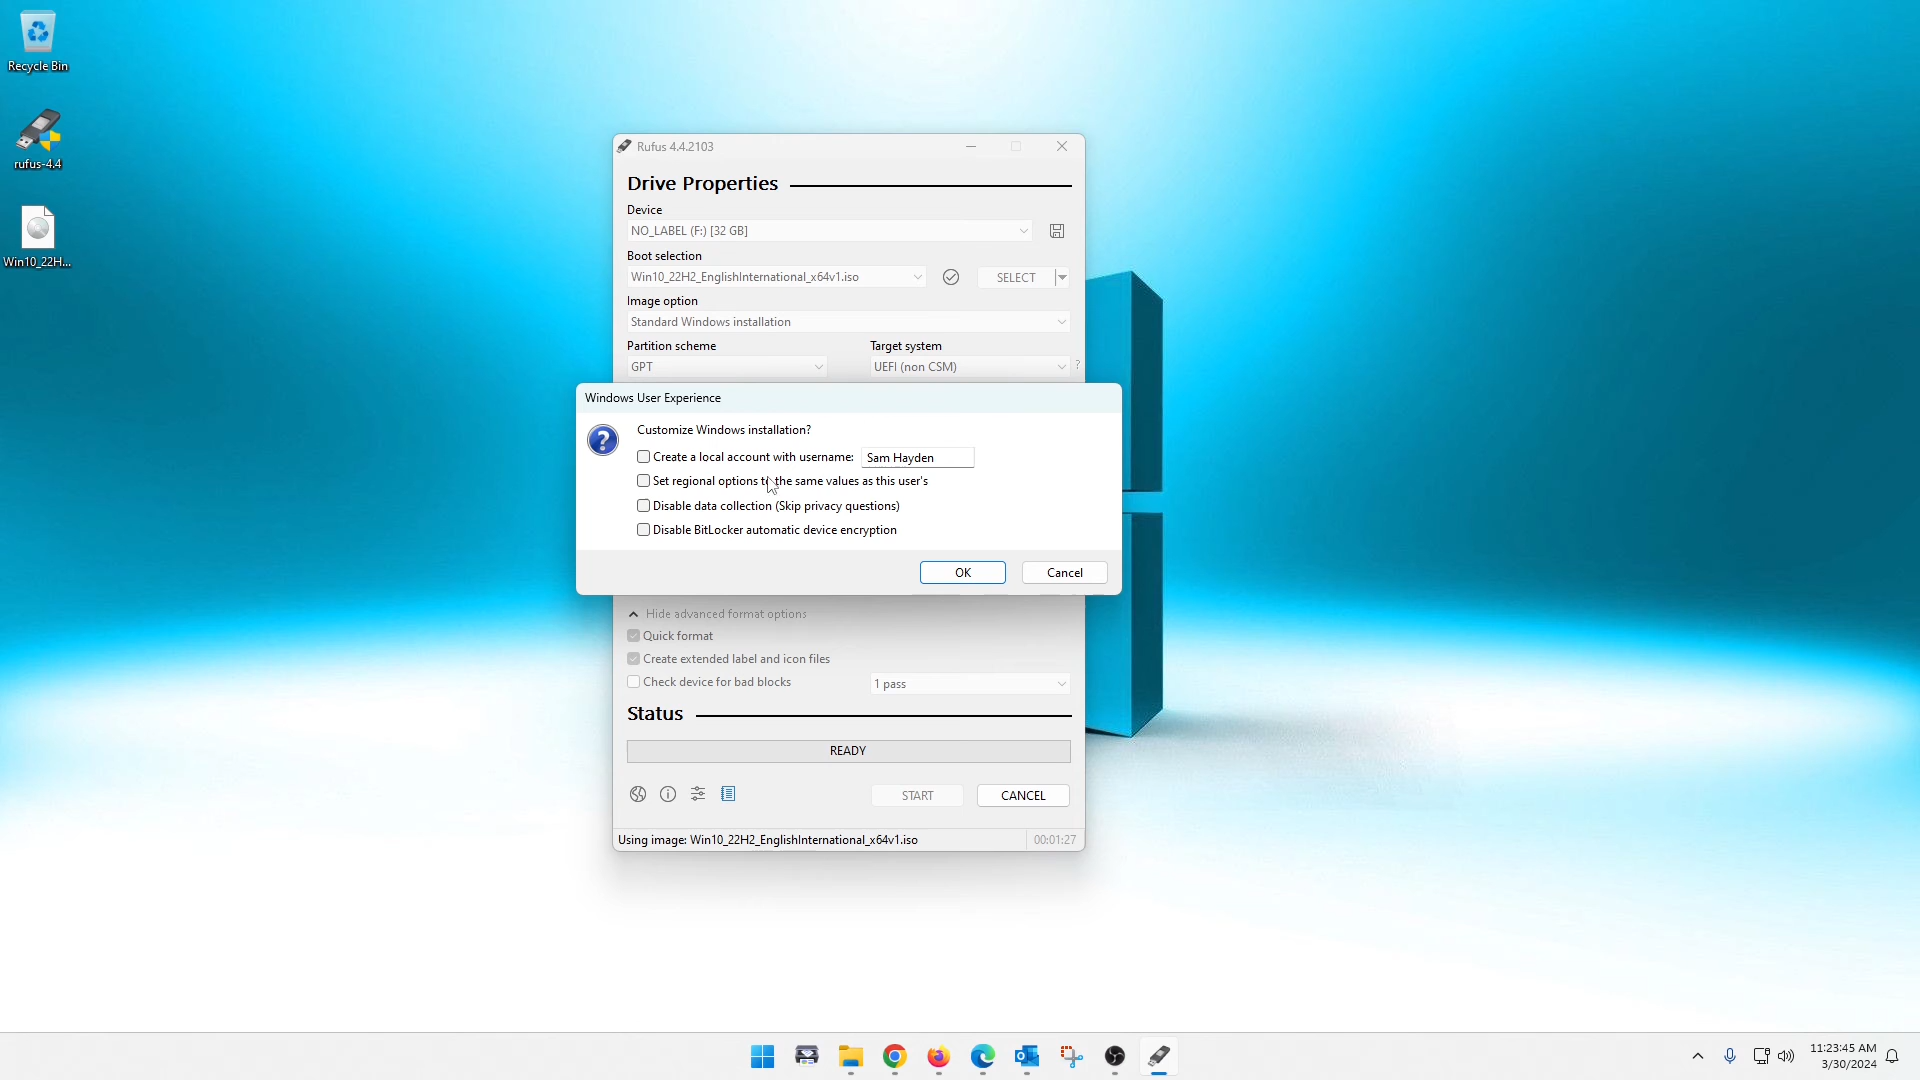 Recycle Bin
rufus-4.4
Win10_22H...
Rufus 4.4.2103
Drive Properties
Device
NO_LABEL (F:) [32 GB]
Boot selection
Win10_22H2_EnglishInternational_x64v1.iso
SELECT
Image option
Standard Windows installation
Partition scheme
Target system
GPT
UEFI (non CSM)
?
Windows User Experience
?
Customize Windows installation?
Create a local account with username:
Sam Hayden
Set regional options to the same values as this user's
Disable data collection (Skip privacy questions)
Disable BitLocker automatic device encryption
OK
Cancel
Hide advanced format options
Quick format
Create extended label and icon files
Check device for bad blocks
1 pass
Status
READY
START
CANCEL
Using image: Win10_22H2_EnglishInternational_x64v1.iso
00:01:27
11:23:45 AM
3/30/2024